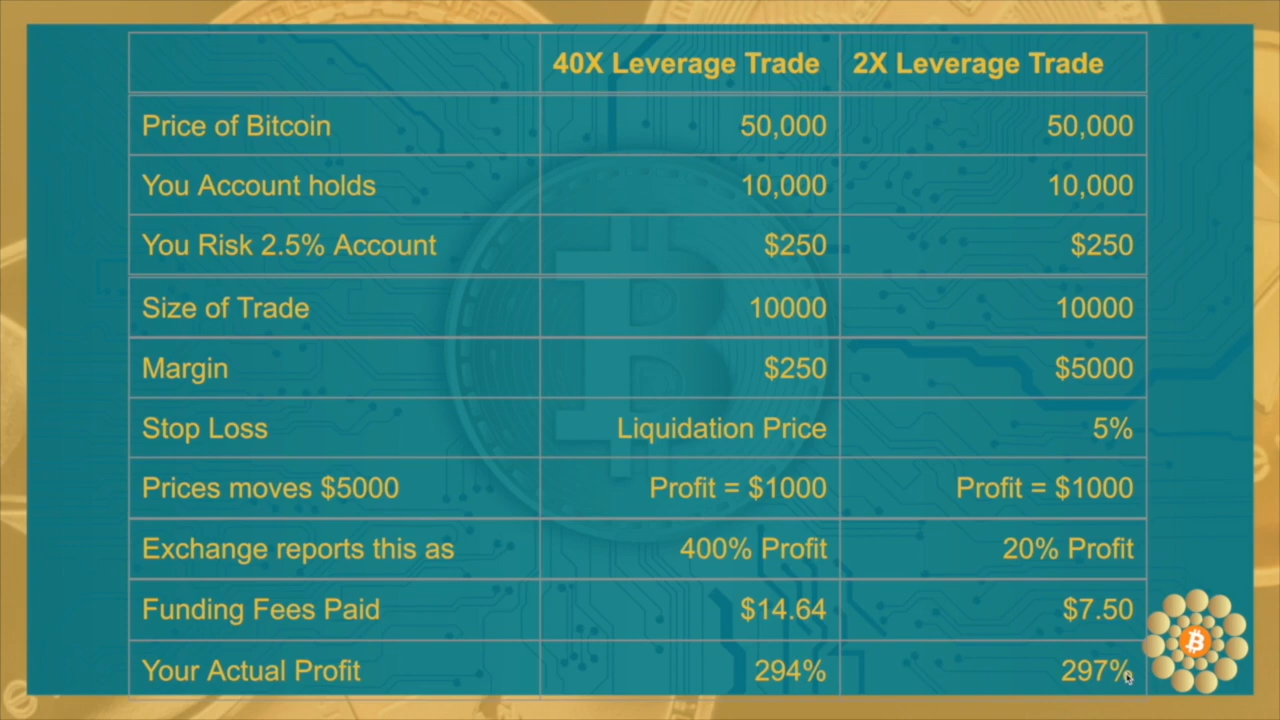 40X Leverage Trade 2X Leverage Trade
Price of Bitcoin 50,000 50,000
You Account holds 10,000 10,000
You Risk 2.5% Account $250 $250
Size of Trade 10000 10000
Margin $250 $5000
Stop Loss Liquidation Price 5%
Prices moves $5000 Profit = $1000 Profit = $1000
Exchange reports this as 400% Profit 20% Profit
Funding Fees Paid $14.64 $7.50
Your Actual Profit 294% 297%